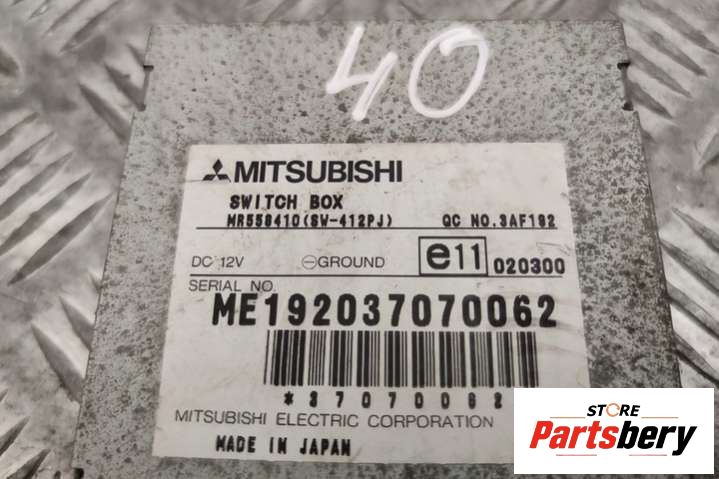 40
MITSUBISHI
SWITCH BOX
MR558410(SW-412PJ) QC NO.3AF192
DC 12V ⊖GROUND e11 020300
SERIAL NO.
ME192037070062
*37070062
MITSUBISHI ELECTRIC CORPORATION
MADE IN JAPAN
STORE
Partsbery